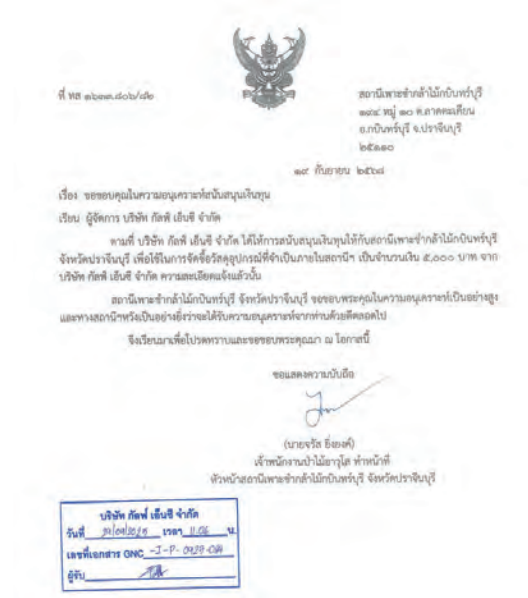 ที่ ทส
สถานีเพาะชำกล้าไม้กบินทร์บุรี
หมู่ ๑๐ ต.ลาดตะเคียน
อ.กบินทร์บุรี จ.ปราจีนบุรี
๒๕๑๑๐
๑๙ กันยายน ๒๕๖๘
เรื่อง ขอขอบคุณในความอนุเคราะห์สนับสนุนเงินทุน
เรียน ผู้จัดการ บริษัท กัลฟ์ เอ็นซี จำกัด
ตามที่ บริษัท กัลฟ์ เอ็นซี จำกัด ได้ให้การสนับสนุนเงินทุนให้กับสถานีเพาะชำกล้าไม้กบินทร์บุรี
จังหวัดปราจีนบุรี เพื่อใช้ในการจัดซื้อวัสดุอุปกรณ์ที่จำเป็นภายในสถานีฯ เป็นจำนวนเงิน ๕,๐๐๐ บาท จาก
บริษัท กัลฟ์ เอ็นซี จำกัด ความละเอียดแจ้งแล้วนั้น
สถานีเพาะชำกล้าไม้กบินทร์บุรี จังหวัดปราจีนบุรี ขอขอบพระคุณในความอนุเคราะห์เป็นอย่างสูง
และทางสถานีฯหวังเป็นอย่างยิ่งว่าจะได้รับความอนุเคราะห์จากท่านด้วยดีตลอดไป
จึงเรียนมาเพื่อโปรดทราบและขอขอบพระคุณมา ณ โอกาสนี้
ขอแสดงความนับถือ
(นายจรัส ยิ่งยงค์)
เจ้าพนักงานป่าไม้อาวุโส ทำหน้าที่
หัวหน้าสถานีเพาะชำกล้าไม้กบินทร์บุรี จังหวัดปราจีนบุรี
บริษัท กัลฟ์ เอ็นซี จำกัด
วันที่ เวลา 11.06 น.
เลขที่เอกสาร GNC -I-P-
ผู้รับ